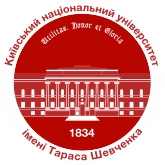 Київський національний університет
Utilitas, Honor et Gloria
1834
імені Тараса Шевченка